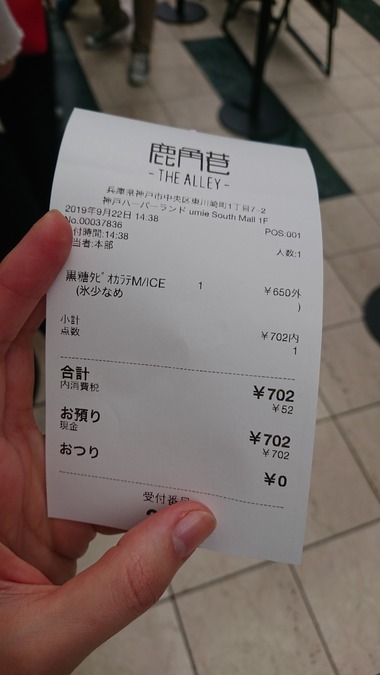 鹿角巷
-THE ALLEY-
兵庫県神戸市中央区東川崎町1丁目7-2
神戸ハーバーランド umie South Mall 1F
2019年9月22日 14:38 POS:001
No.00037836
付時間:14:38 人数:1
当者:本部
黒糖ﾀﾋﾟｵｶﾗﾃM/ICE 1 ¥650外
(氷少なめ )
小計 ¥702内
点数 1
合計 ¥702
内消費税 ¥52
お預り ¥702
現金 ¥702
おつり ¥0
受付番